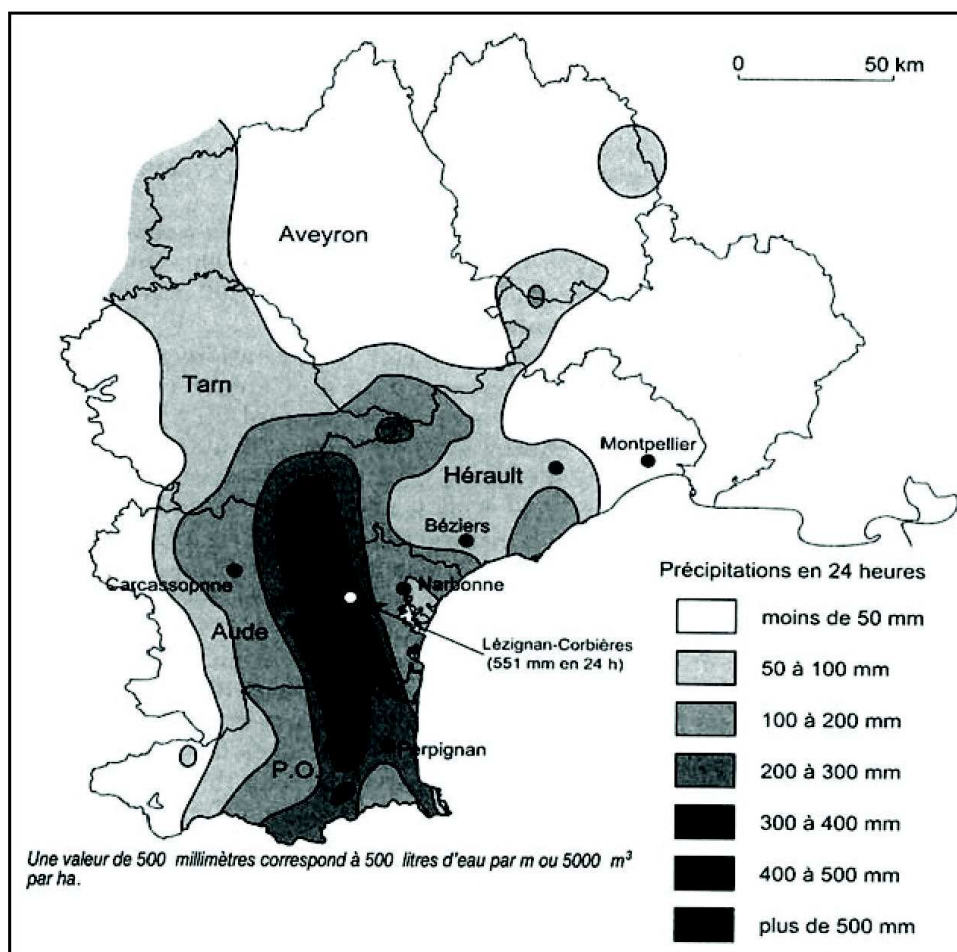 0 50 km
Aveyron
Tarn
Montpellier
Hérault
Béziers
Précipitations en 24 heures
Carcassonne
Narbonne
moins de 50 mm
Aude
Lézignan-Corbières
(551 mm en 24 h)
50 à 100 mm
100 à 200 mm
Perpignan
P.O.
200 à 300 mm
300 à 400 mm
Une valeur de 500 millimètres correspond à 500 litres d'eau par m ou 5000 m³
par ha.
400 à 500 mm
plus de 500 mm